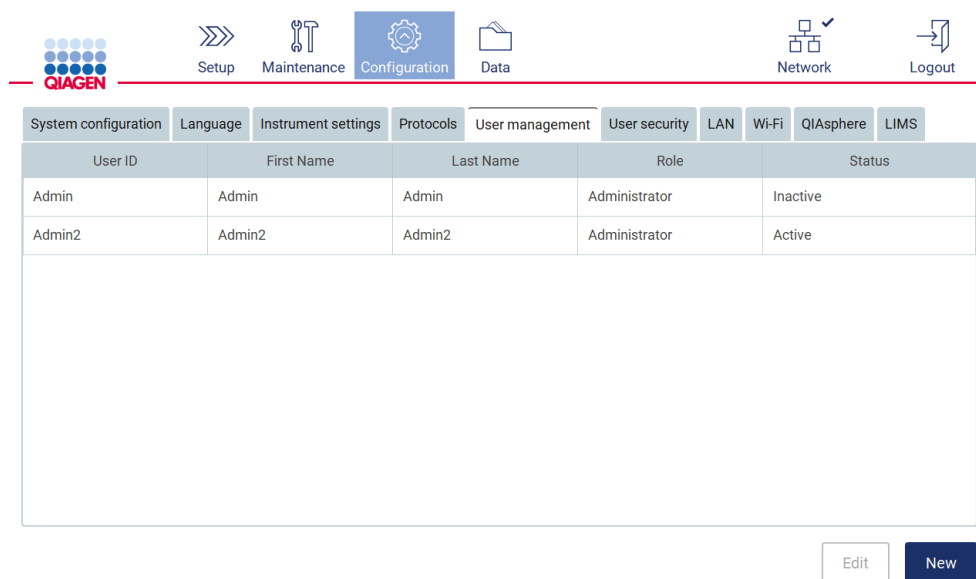 QIAGEN
Setup Maintenance Configuration Data Network Logout
System configuration Language Instrument settings Protocols User management User security LAN Wi-Fi QIAsphere LIMS
User ID First Name Last Name Role Status
Admin Admin Admin Administrator Inactive
Admin2 Admin2 Admin2 Administrator Active
Edit New